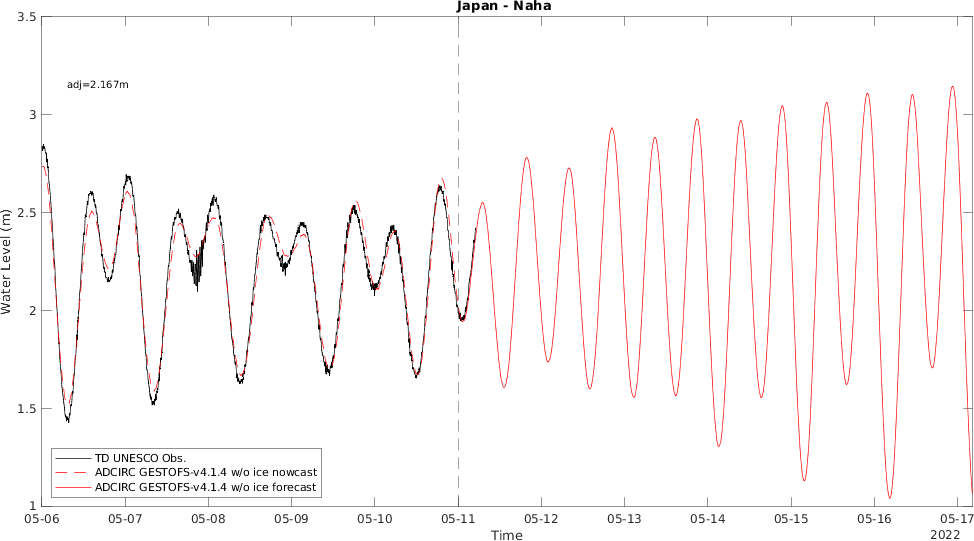 Japan - Naha
3.5
3
2.5
2
1.5
1
Water Level (m)
adj=2.167m
TD UNESCO Obs.
ADCIRC GESTOFS-v4.1.4 w/o ice nowcast
ADCIRC GESTOFS-v4.1.4 w/o ice forecast
05-06 05-07 05-08 05-09 05-10 05-11 05-12 05-13 05-14 05-15 05-16 05-17
Time
2022